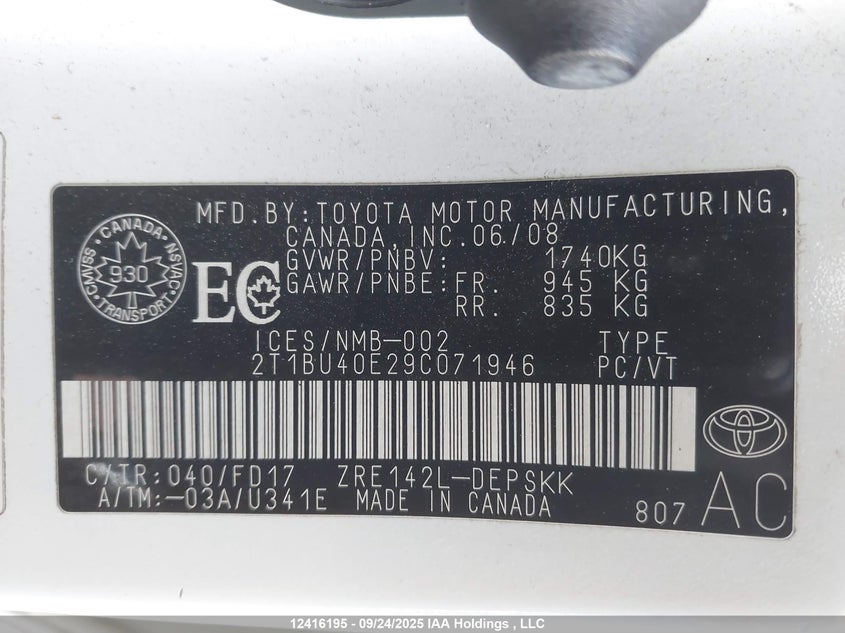 MFD.BY:TOYOTA MOTOR MANUFACTURING,
CANADA,INC.06/08
GVWR/PNBV: 1740KG
GAWR/PNBE:FR. 945 KG
RR. 835 KG
CMVSS CANADA NSVAC
930
TRANSPORT
EC
ICES/NMB-002 TYPE
2T1BU40E29C071946 PC/VT
C/TR:040/FD17 ZRE142L-DEPSKK
A/TM:-03A/U341E MADE IN CANADA
807 AC
12416195 - 09/24/2025 IAA Holdings , LLC